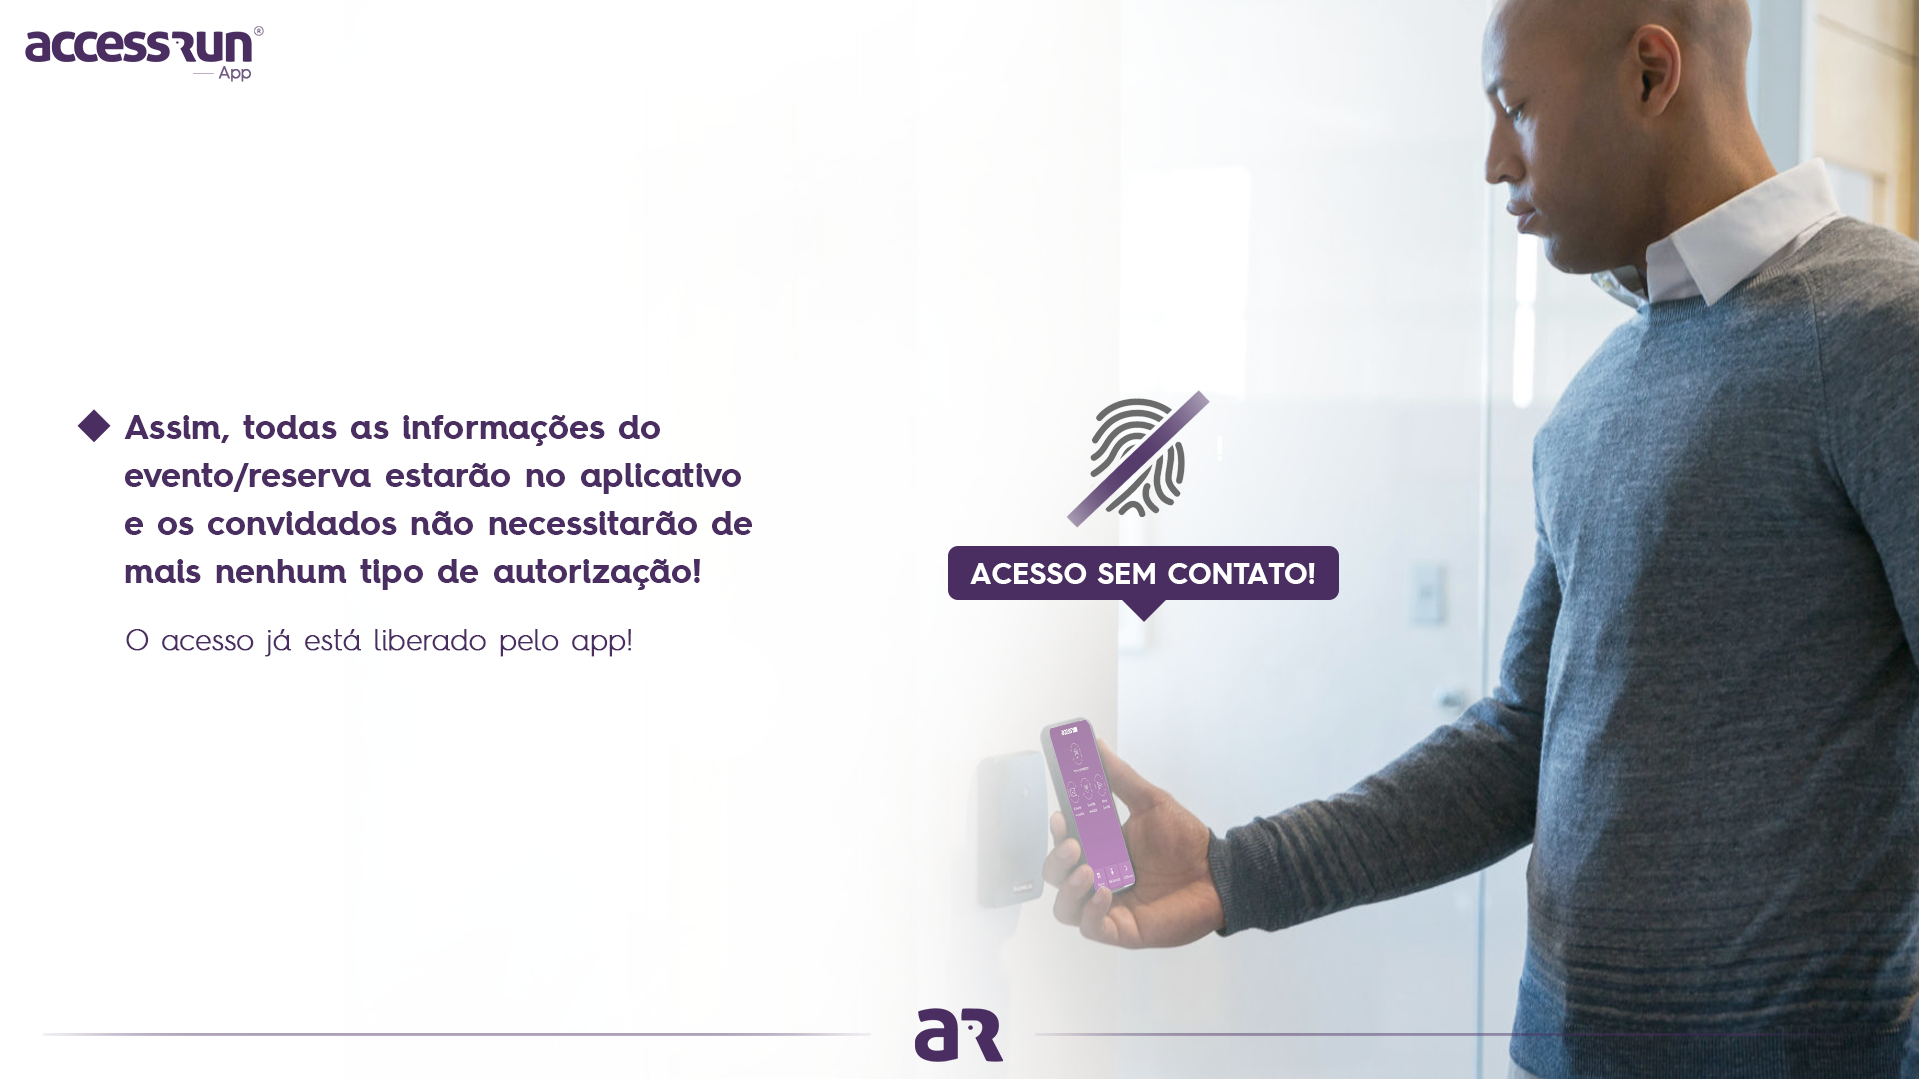 accessrun®
App
Assim, todas as informações do
evento/reserva estarão no aplicativo
e os convidados não necessitarão de
mais nenhum tipo de autorização!
O acesso já está liberado pelo app!
!
ACESSO SEM CONTATO!
aR